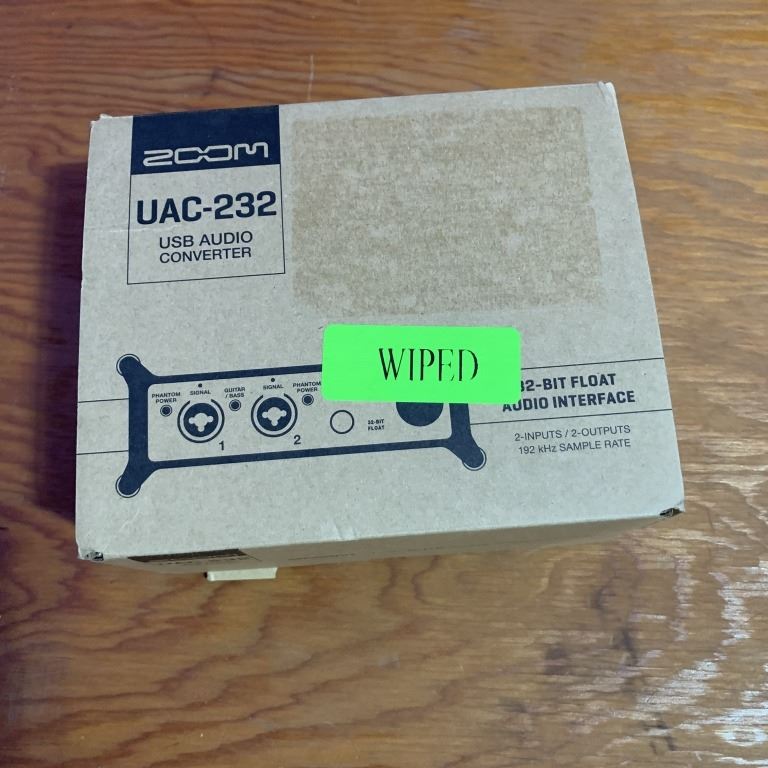 ZOOM
UAC-232
USB AUDIO
CONVERTER
WIPED
32-BIT FLOAT
AUDIO INTERFACE
2-INPUTS / 2-OUTPUTS
192 kHz SAMPLE RATE
PHANTOM
POWER
SIGNAL
GUITAR
/ BASS
SIGNAL
PHANTOM
POWER
1
2
32-BIT
FLOAT